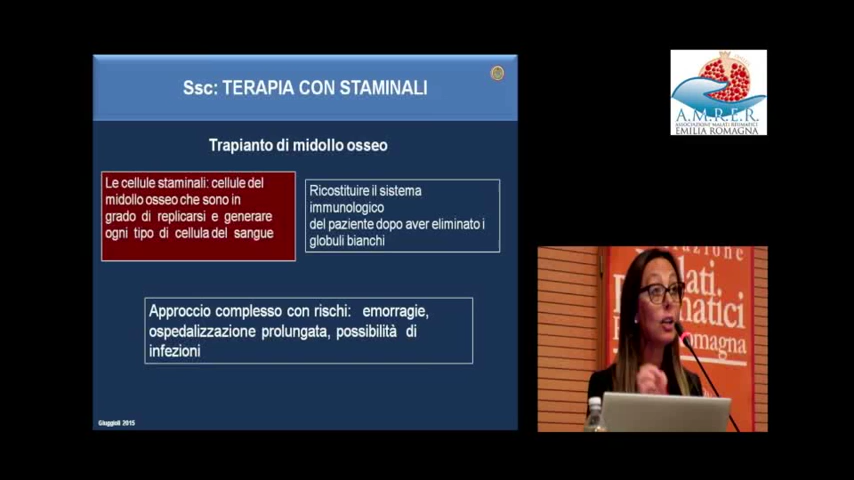 Ssc: TERAPIA CON STAMINALI
Trapianto di midollo osseo
Le cellule staminali: cellule del
midollo osseo che sono in
grado di replicarsi e generare
ogni tipo di cellula del sangue
Ricostituire il sistema
immunologico
del paziente dopo aver eliminato i
globuli bianchi
Approccio complesso con rischi: emorragie,
ospedalizzazione prolungata, possibilità di
infezioni
Giuggioli 2015
A.M.R.E.R.
ASSOCIAZIONE MALATI REUMATICI
EMILIA ROMAGNA
azione
lati
matici
omagna